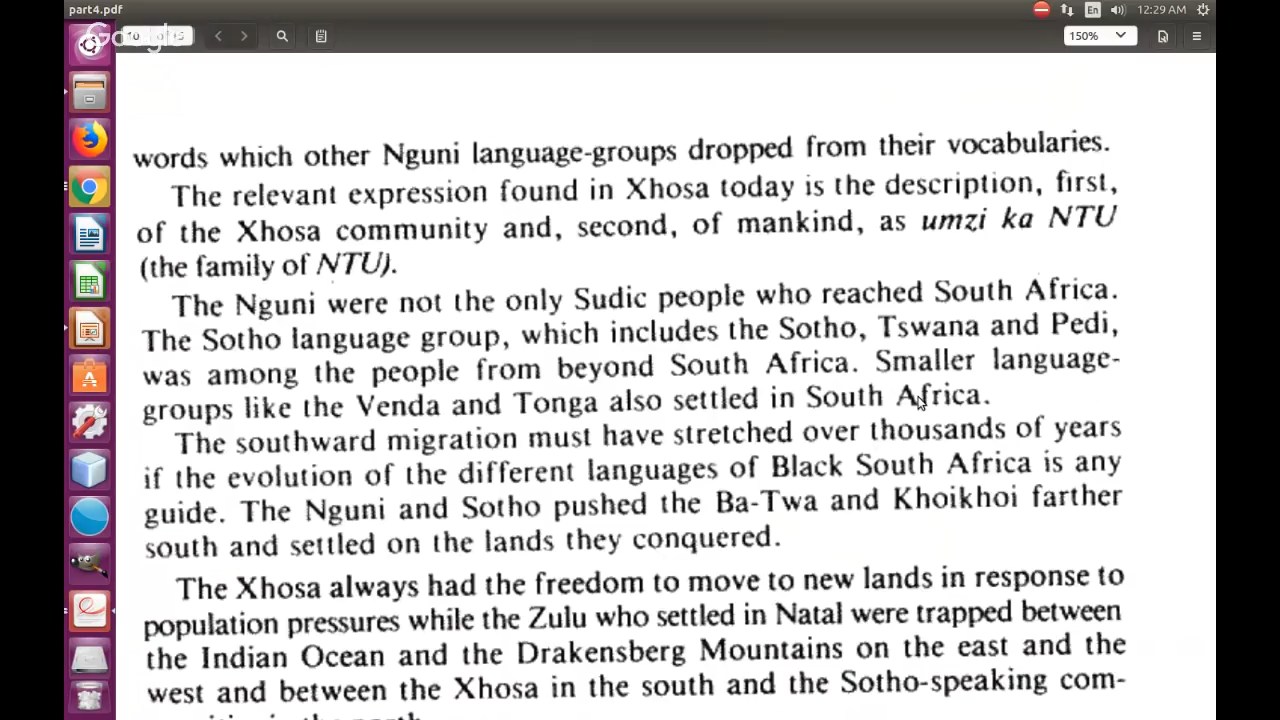 part4.pdf
En
12:29 AM
Google
10
150%
words which other Nguni language-groups dropped from their vocabularies.
The relevant expression found in Xhosa today is the description, first,
of the Xhosa community and, second, of mankind, as umzi ka NTU
(the family of NTU).
The Nguni were not the only Sudic people who reached South Africa.
The Sotho language group, which includes the Sotho, Tswana and Pedi,
was among the people from beyond South Africa. Smaller language-
groups like the Venda and Tonga also settled in South Africa.
The southward migration must have stretched over thousands of years
if the evolution of the different languages of Black South Africa is any
guide. The Nguni and Sotho pushed the Ba-Twa and Khoikhoi farther
south and settled on the lands they conquered.
The Xhosa always had the freedom to move to new lands in response to
population pressures while the Zulu who settled in Natal were trapped between
the Indian Ocean and the Drakensberg Mountains on the east and the
west and between the Xhosa in the south and the Sotho-speaking com-